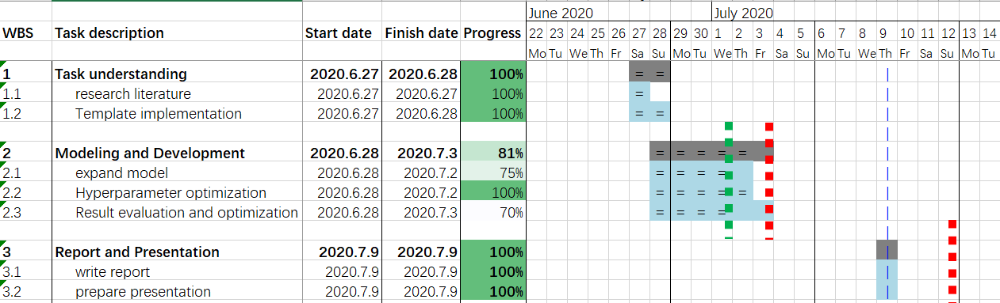 June 2020 July 2020
WBS Task description Start date Finish date Progress 22 23 24 25 26 27 28 29 30 1 2 3 4 5 6 7 8 9 10 11 12 13 14
Mo Tu We Th Fr Sa Su Mo Tu We Th Fr Sa Su Mo Tu We Th Fr Sa Su Mo Tu
1 Task understanding 2020.6.27 2020.6.28 100% = =
1.1 research literature 2020.6.27 2020.6.27 100% =
1.2 Template implementation 2020.6.27 2020.6.28 100% = =
2 Modeling and Development 2020.6.28 2020.7.3 81% = = = = =
2.1 expand model 2020.6.28 2020.7.2 75% = = = =
2.2 Hyperparameter optimization 2020.6.28 2020.7.2 100% = = = = =
2.3 Result evaluation and optimization 2020.6.28 2020.7.3 70% = = = =
3 Report and Presentation 2020.7.9 2020.7.9 100%
3.1 write report 2020.7.9 2020.7.9 100%
3.2 prepare presentation 2020.7.9 2020.7.9 100%